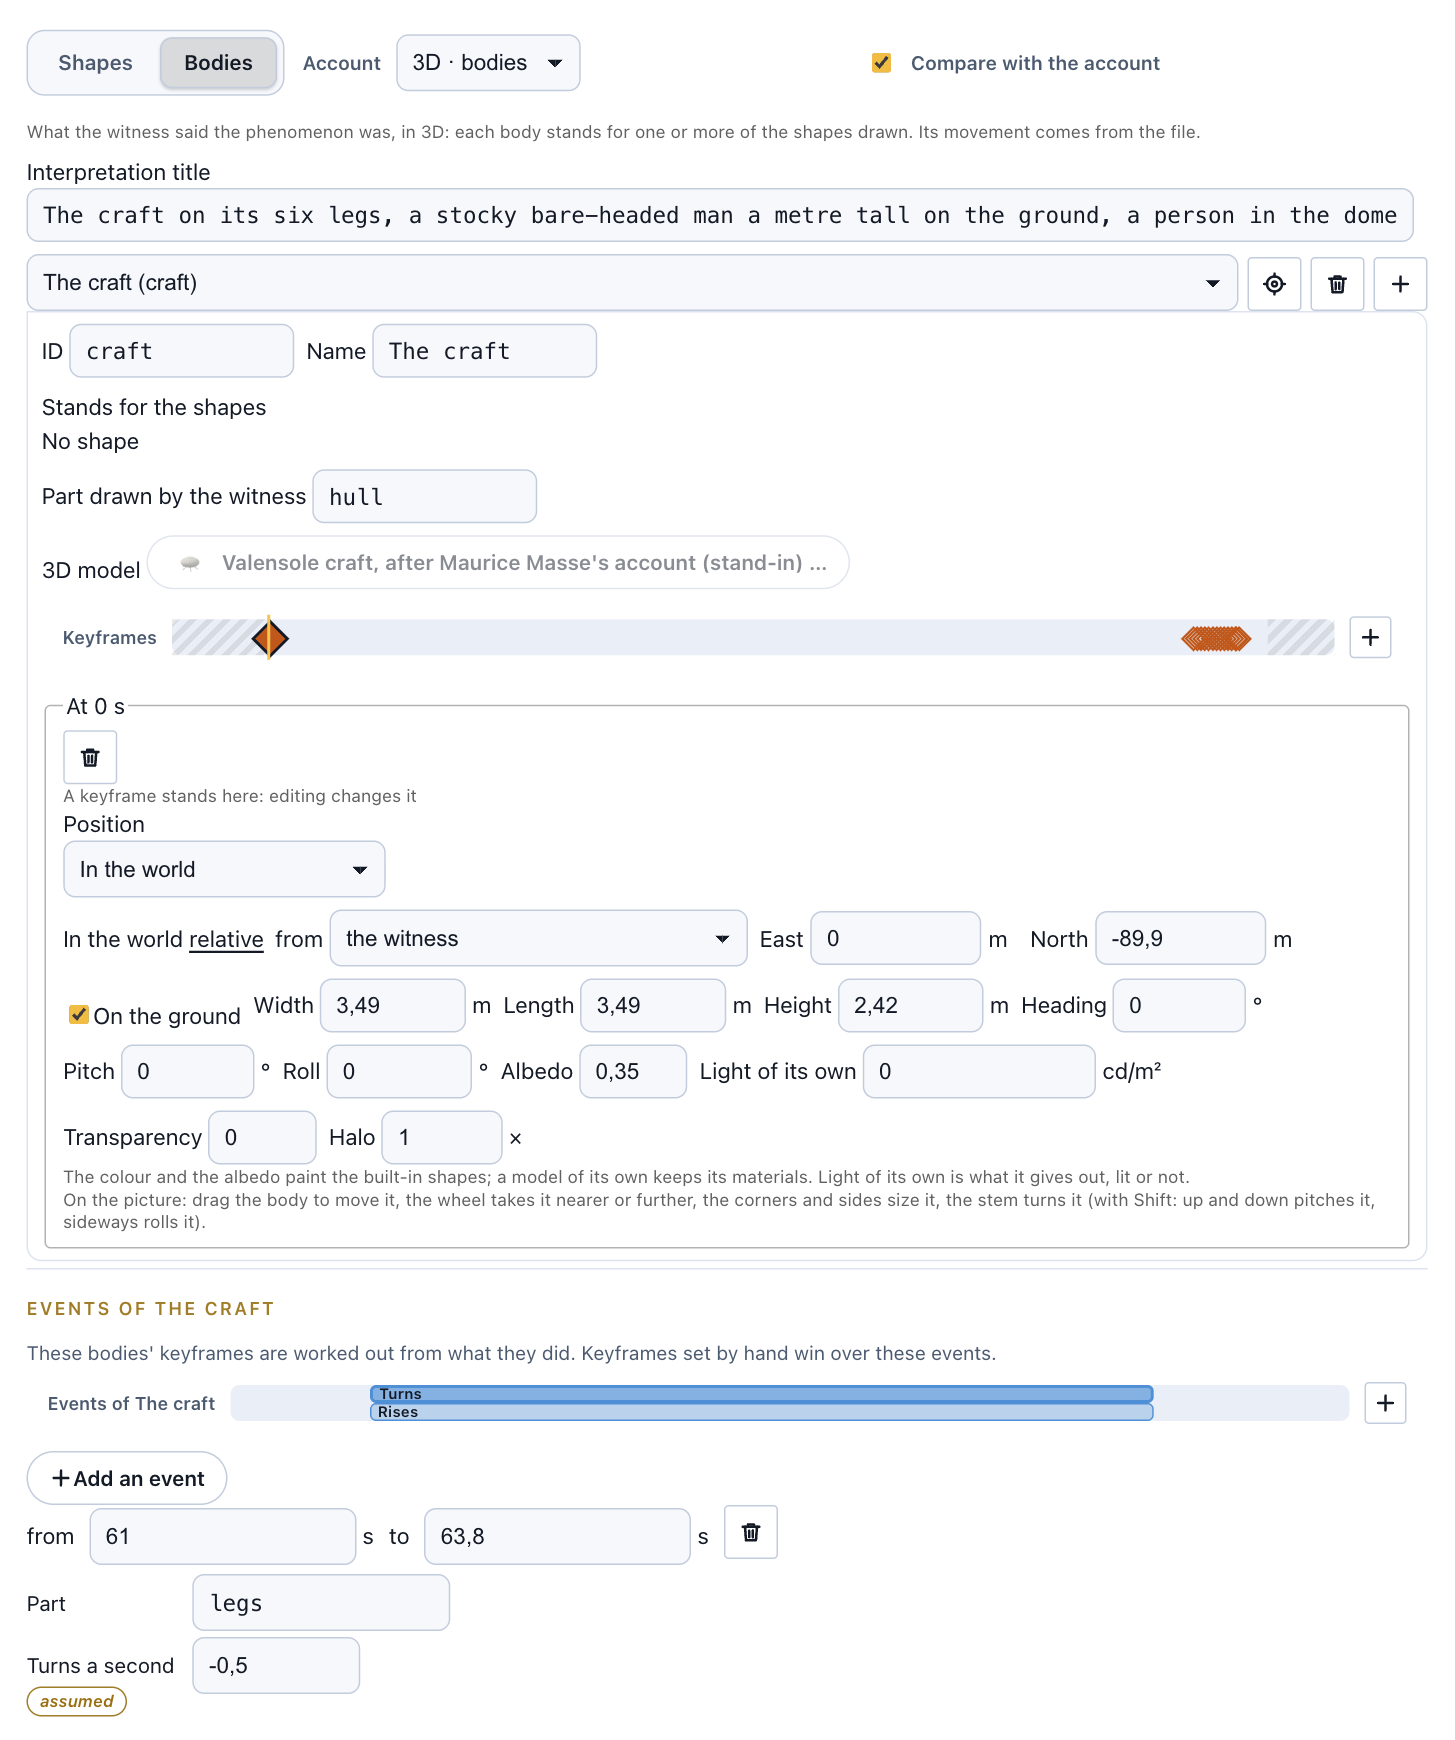 Shapes Bodies Account 3D · bodies Compare with the account
What the witness said the phenomenon was, in 3D: each body stands for one or more of the shapes drawn. Its movement comes from the file.
Interpretation title
The craft on its six legs, a stocky bare-headed man a metre tall on the ground, a person in the dome
The craft (craft)
ID craft Name The craft
Stands for the shapes
No shape
Part drawn by the witness hull
3D model Valensole craft, after Maurice Masse's account (stand-in) ...
Keyframes
At 0 s
A keyframe stands here: editing changes it
Position
In the world
In the world relative from the witness East 0 m North -89,9 m
On the ground Width 3,49 m Length 3,49 m Height 2,42 m Heading 0 °
Pitch 0 ° Roll 0 ° Albedo 0,35 Light of its own 0 cd/m²
Transparency 0 Halo 1 ×
The colour and the albedo paint the built-in shapes; a model of its own keeps its materials. Light of its own is what it gives out, lit or not.
On the picture: drag the body to move it, the wheel takes it nearer or further, the corners and sides size it, the stem turns it (with Shift: up and down pitches it,
sideways rolls it).
EVENTS OF THE CRAFT
These bodies' keyframes are worked out from what they did. Keyframes set by hand win over these events.
Turns
Events of The craft
Rises
+ Add an event
from 61 s to 63,8 s
Part legs
Turns a second -0,5
assumed